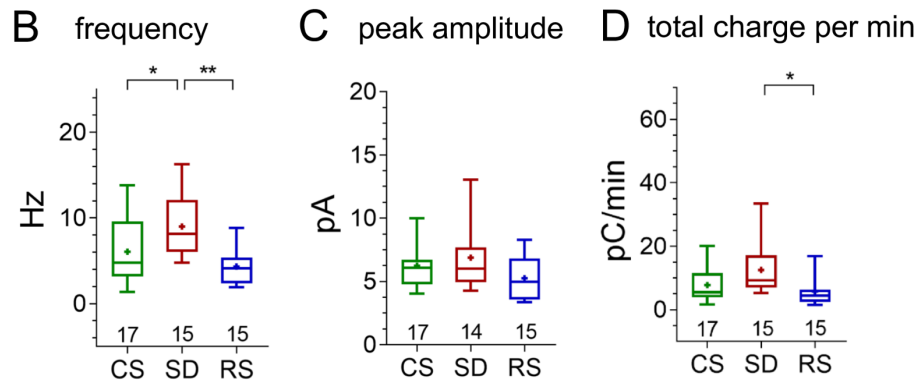 B frequency
* **
20
10
0
Hz
17 15 15
CS SD RS
C peak amplitude
20
15
10
5
0
pA
17 14 15
CS SD RS
D total charge per min
*
60
40
20
0
pC/min
17 15 15
CS SD RS